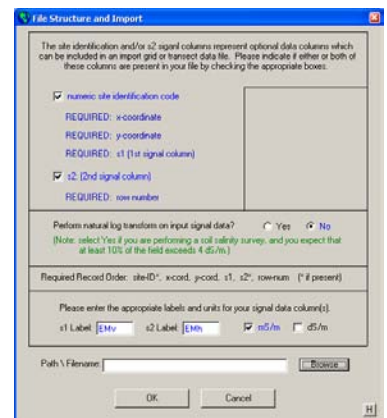 File Structure and Import
The site identification and/or s2 siganl columns represent optional data columns which
can be included in an import grid or transect data file. Please indicate if either or both of
these columns are present in your file by checking the appropriate boxes.
numeric site identification code
REQUIRED: x-coordinate
REQUIRED: y-coordinate
REQUIRED: s1 (1st signal column)
s2: (2nd signal column)
REQUIRED: row number
Perform natural log transform on input signal data? Yes No
(Note: select Yes if you are performing a soil salinity survey, and you expect that
at least 10% of the field exceeds 4 dS/m)
Required Record Order: site-ID*, x-cord, y-cord, s1, s2*, row-num (* if present)
Please enter the appropriate labels and units for your signal data column(s).
s1 Label: EMv s2 Label: EMh mS/m dS/m
Path \ Filename: Browse
OK Cancel
H